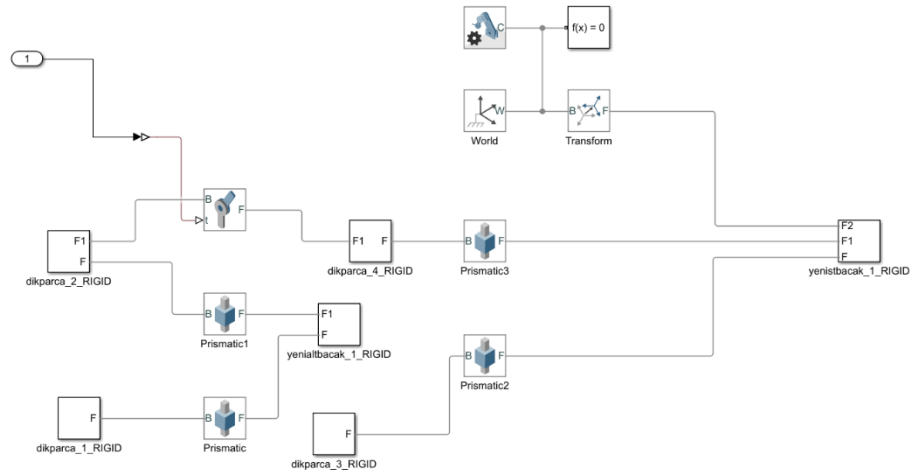 C
f(x) = 0
1
W
B F
World
Transform
B
F
t
F2
F1
F1
F1 F
B F
F
F
dikparca_2_RIGID
dikparca_4_RIGID
Prismatic3
yenistbacak_1_RIGID
B F
F1
F
Prismatic1
yenialtbacak_1_RIGID
B F
Prismatic2
F
B F
F
dikparca_1_RIGID
Prismatic
dikparca_3_RIGID